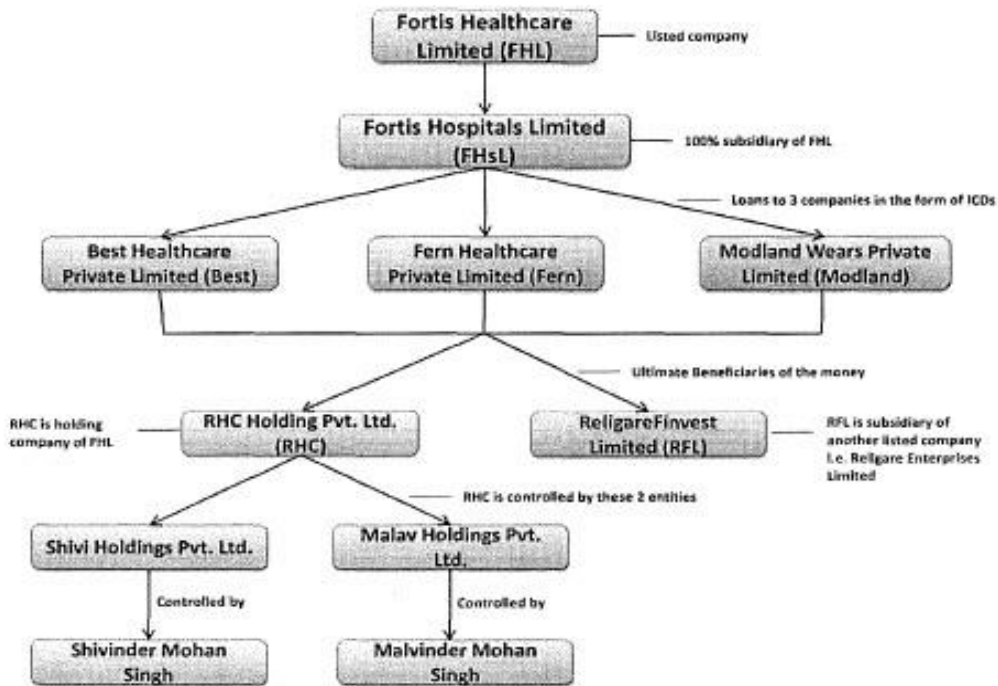 Fortis Healthcare
Limited (FHL)
Listed company
Fortis Hospitals Limited
(FHsL)
100% subsidiary of FHL
Loans to 3 companies in the form of ICDs
Best Healthcare
Private Limited (Best)
Fern Healthcare
Private Limited (Fern)
Modland Wears Private
Limited (Modland)
Ultimate Beneficiaries of the money
RHC is holding
company of FHL
RHC Holding Pvt. Ltd.
(RHC)
ReligareFinvest
Limited (RFL)
RFL is subsidiary of
another listed company
i.e. Religare Enterprises
Limited
RHC is controlled by these 2 entities
Shivi Holdings Pvt. Ltd.
Malav Holdings Pvt.
Ltd.
Controlled by
Controlled by
Shivinder Mohan
Singh
Malvinder Mohan
Singh